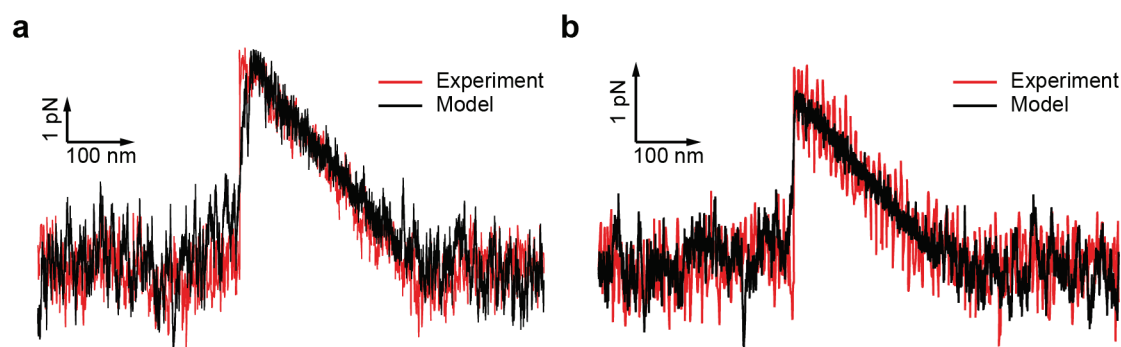 a
Experiment
Model
1 pN
100 nm
b
Experiment
Model
1 pN
100 nm